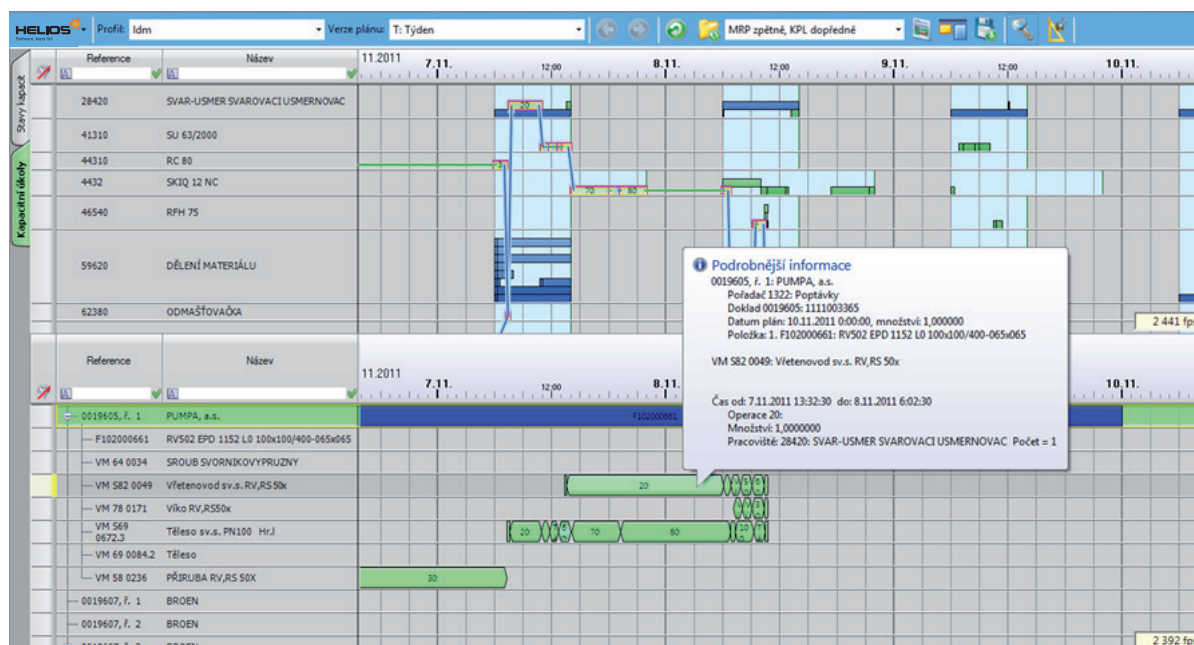 HELIOS
Profil: ldm Verze plánu: T: Týden MRP zpětné, KPL dopředné
Stavy kapacit
Kapacitní úkoly
Reference Název
11.2011 7.11. 12:00 8.11. 12:00 9.11. 12:00 10.11.
28420 SVAR-USMER SVAROVACI USMERNOVAC
20:
41310 SU 63/2000
44310 RC 80
4432 SKIQ 12 NC
70: 80:
46540 RFH 75
59620 DĚLENÍ MATERIÁLU
62380 ODMAŠŤOVAČKA
2 441 fp
Podrobnější informace
0019605, ř. 1: PUMPA, a.s.
Pořadač 1322: Poptávky
Doklad 0019605: 1111003365
Datum plán: 10.11.2011 0:00:00, množství: 1,000000
Položka: 1. F102000661: RV502 EPD 1152 L0 100x100/400-065x065
VM S82 0049: Vřetenovod sv.s. RV,RS 50x
Čas od: 7.11.2011 13:32:30 do: 8.11.2011 6:02:30
Operace 20:
Množství: 1,0000000
Pracoviště: 28420: SVAR-USMER SVAROVACI USMERNOVAC Počet = 1
Reference Název
11.2011 7.11. 12:00 8.11. 10.11.
0019605, ř. 1 PUMPA, a.s. F102000661:
F102000661 RV502 EPD 1152 L0 100x100/400-065x065
VM 64 0034 SROUB SVORNIKOVYPRUZNY
VM S82 0049 Vřetenovod sv.s. RV,RS 50x 20:
VM 78 0171 Víko RV,RS50x
VM S69 0672.3 Těleso sv.s. PN100 Hr.l 20: 70: 80:
VM 69 0084.2 Těleso
VM 58 0236 PŘIRUBA RV,RS 50X 30:
0019607, ř. 1 BROEN
0019607, ř. 2 BROEN
2 392 fp